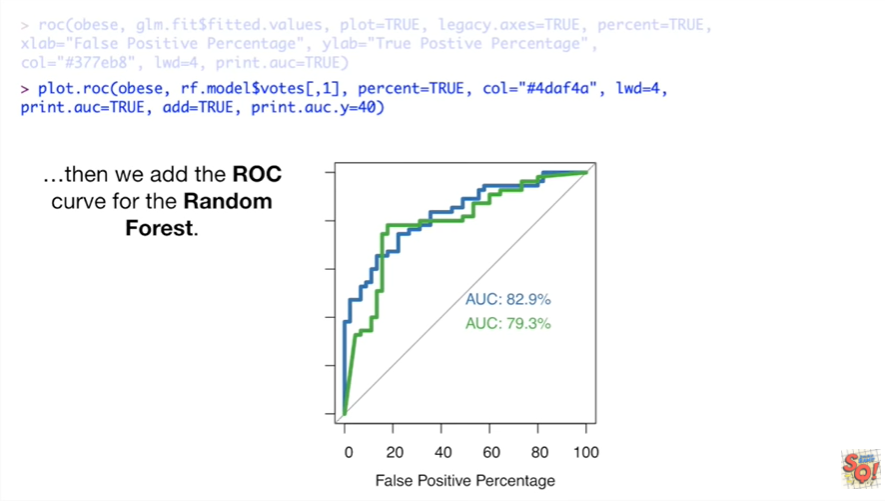 > roc(obese, glm.fit$fitted.values, plot=TRUE, legacy.axes=TRUE, percent=TRUE,
xlab="False Positive Percentage", ylab="True Postive Percentage",
col="#377eb8", lwd=4, print.auc=TRUE)
> plot.roc(obese, rf.model$votes[,1], percent=TRUE, col="#4daf4a", lwd=4,
print.auc=TRUE, add=TRUE, print.auc.y=40)
...then we add the ROC
curve for the Random
Forest.
AUC: 82.9%
AUC: 79.3%
0 20 40 60 80 100
False Positive Percentage
SQ!